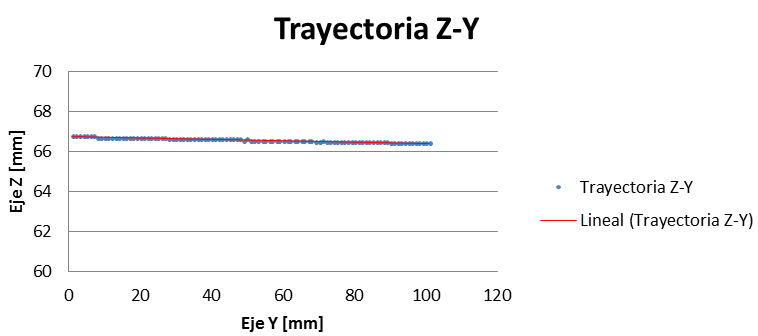 Trayectoria Z-Y
70
68
66
64
62
60
Eje Z [mm]
0 20 40 60 80 100 120
Eje Y [mm]
Trayectoria Z-Y
Lineal (Trayectoria Z-Y)